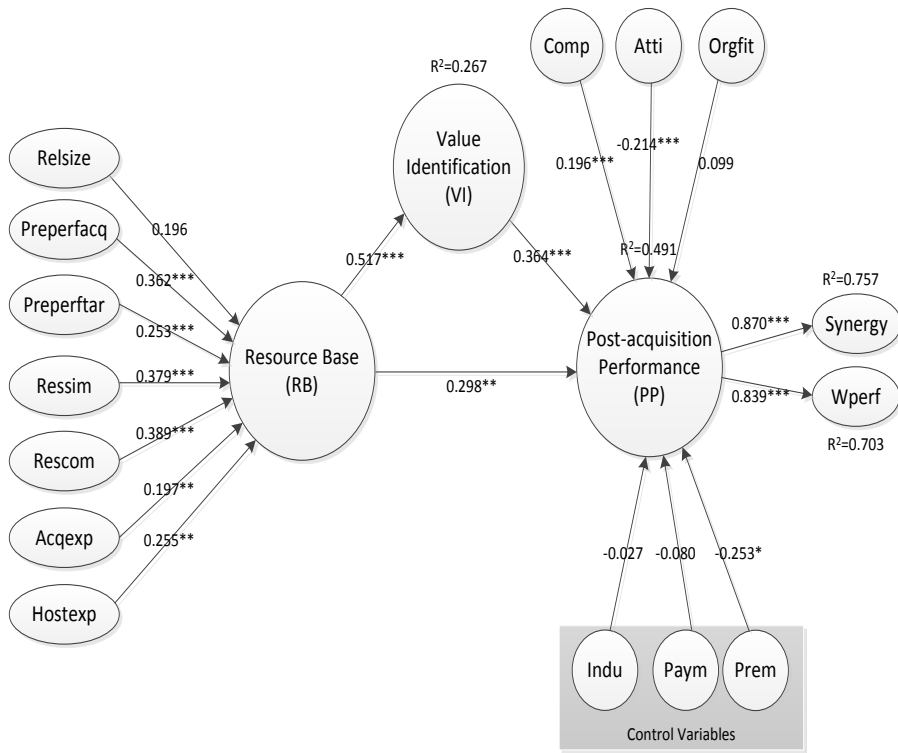 Comp
Atti
Orgfit
R²=0.267
Value
Identification
(VI)
-0.214***
0.196***
0.099
Relsize
Preperfacq
Preperftar
Ressim
Rescom
Acqexp
Hostexp
0.196
0.362***
0.253***
0.379***
0.389***
0.197**
0.255**
0.517***
0.364***
R²=0.491
Resource Base
(RB)
0.298**
Post-acquisition
Performance
(PP)
R²=0.757
0.870***
Synergy
0.839***
Wperf
R²=0.703
-0.027
-0.080
-0.253*
Indu
Paym
Prem
Control Variables